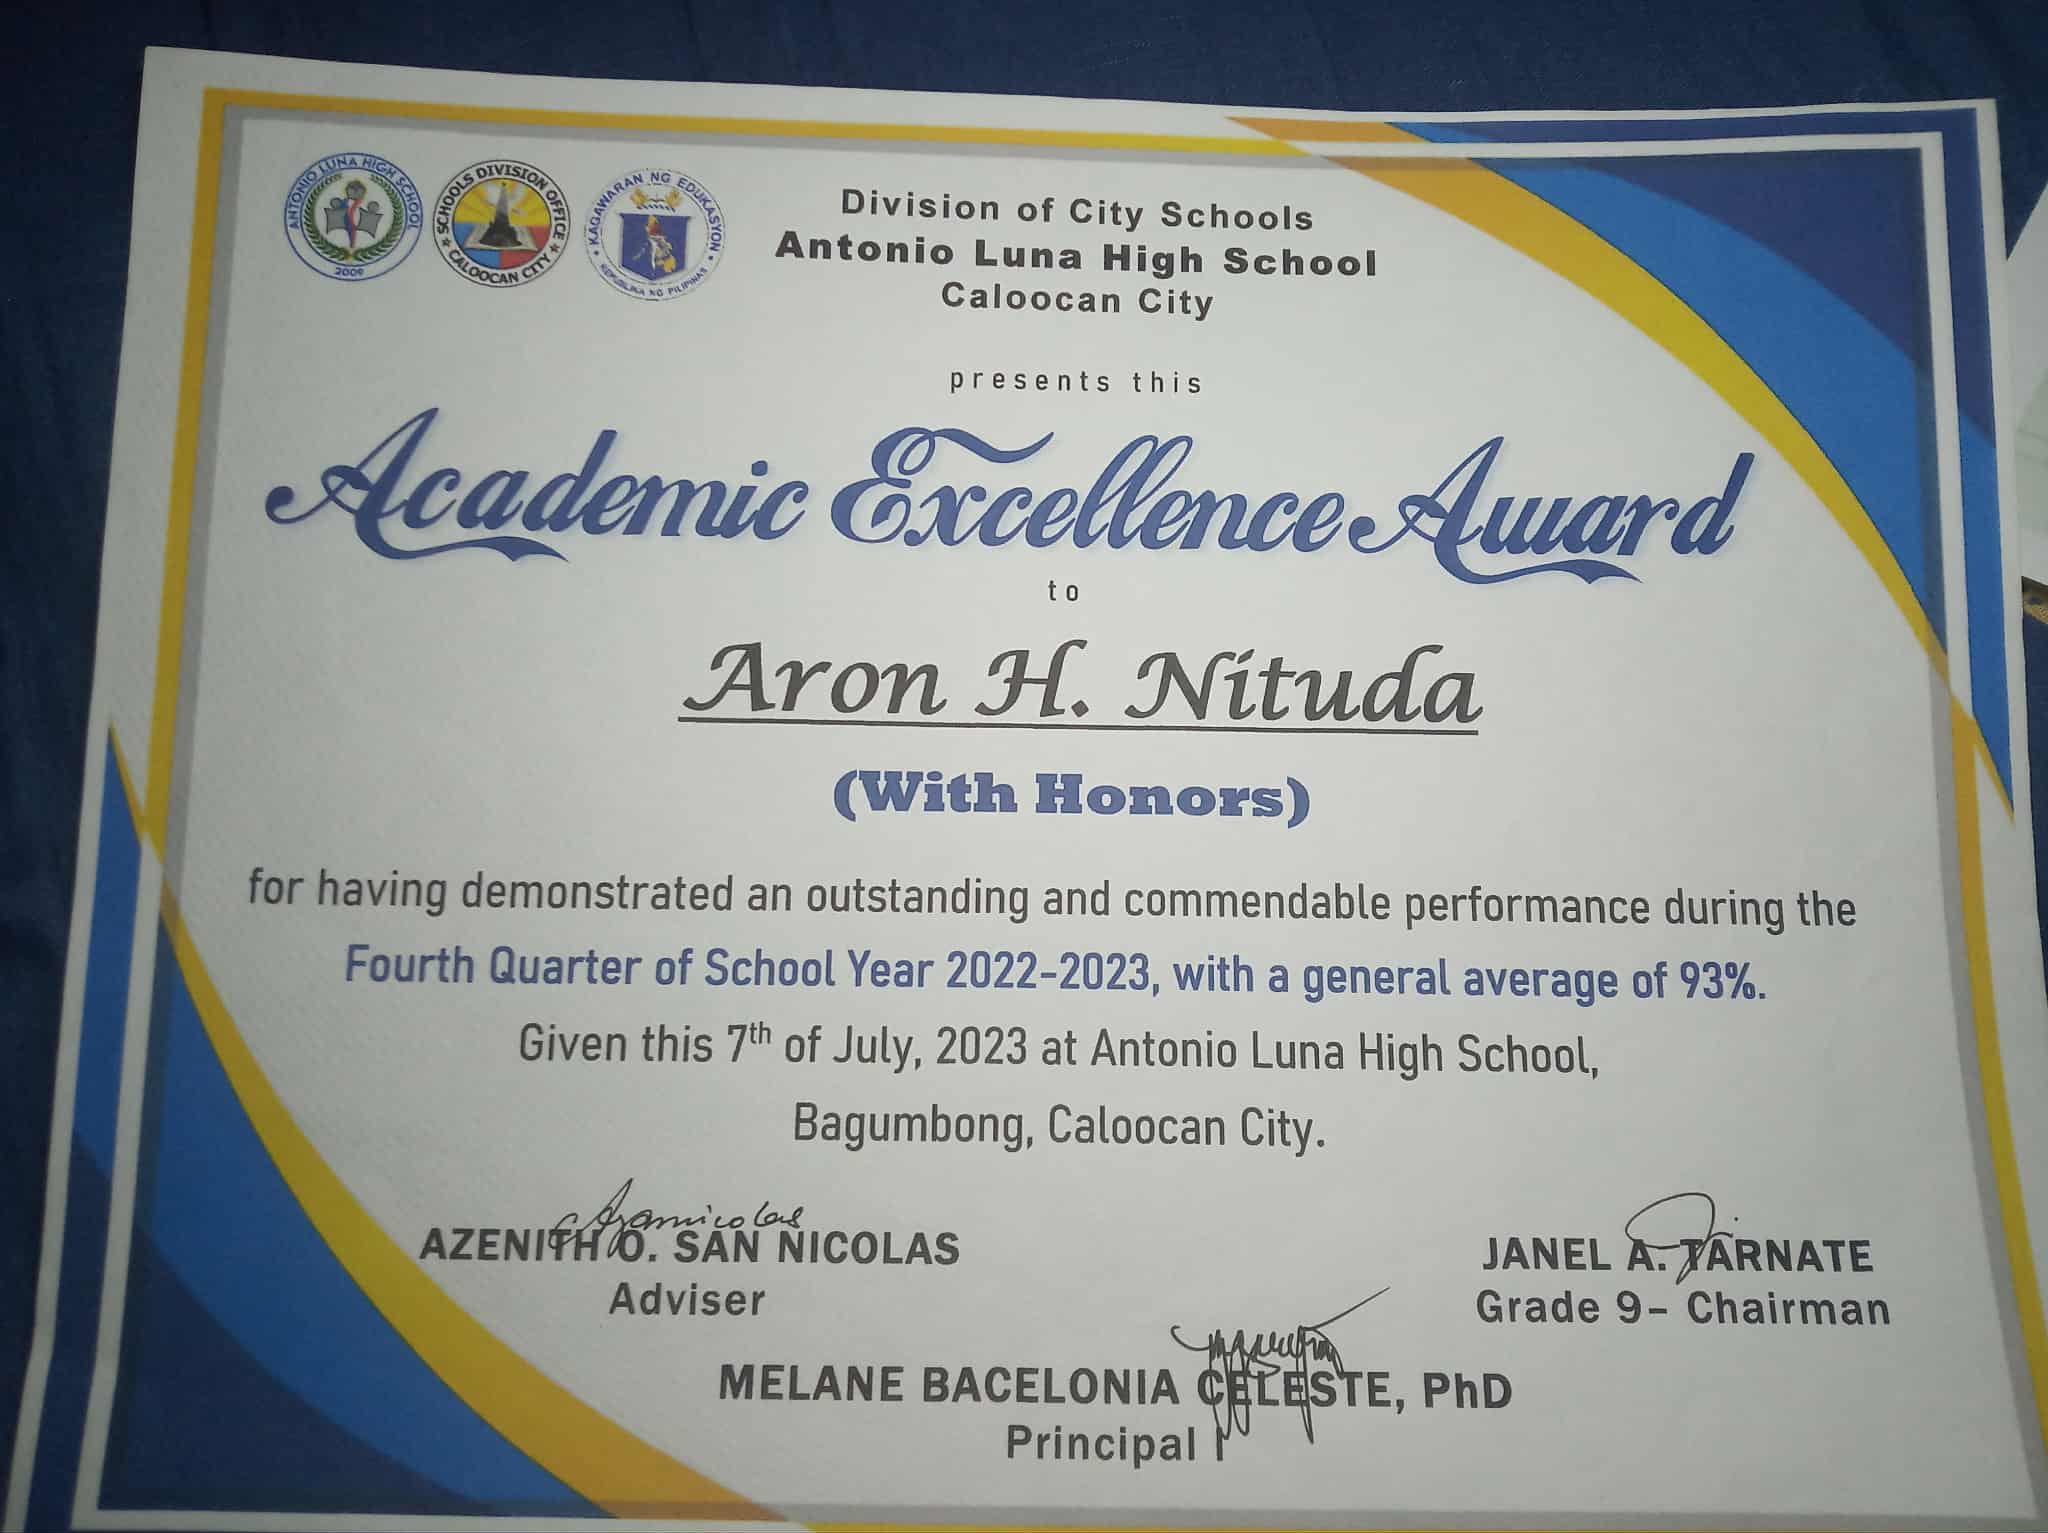 ANTONIO LUNA HIGH SCHOOL
2009
SCHOOLS DIVISION OFFICE
CALOOCAN CITY
KAGAWARAN NG EDUKASYON
REPUBLIKA NG PILIPINAS
Division of City Schools
Antonio Luna High School
Caloocan City
presents this
Academic Excellence Award
to
Aron H. Nituda
(With Honors)
for having demonstrated an outstanding and commendable performance during the
Fourth Quarter of School Year 2022-2023, with a general average of 93%.
Given this 7th of July, 2023 at Antonio Luna High School,
Bagumbong, Caloocan City.
AZENITH O. SAN NICOLAS
Adviser
JANEL A. TARNATE
Grade 9- Chairman
MELANE BACELONIA CELESTE, PhD
Principal I